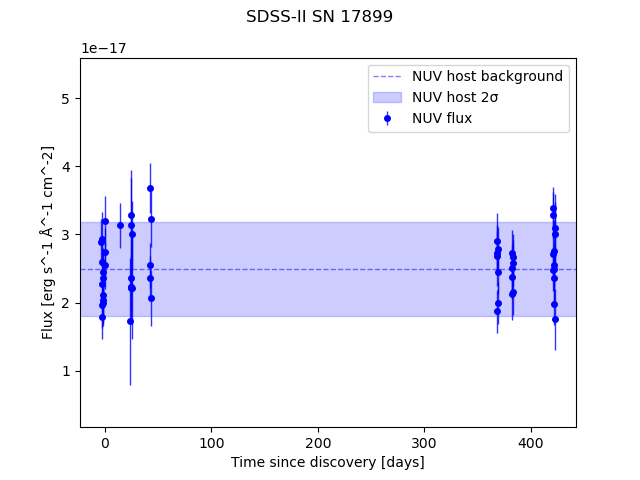 SDSS-II SN 17899
1e−17
NUV host background
NUV host 2σ
NUV flux
5
4
3
2
1
Flux [erg s^-1 Å^-1 cm^-2]
0 100 200 300 400
Time since discovery [days]